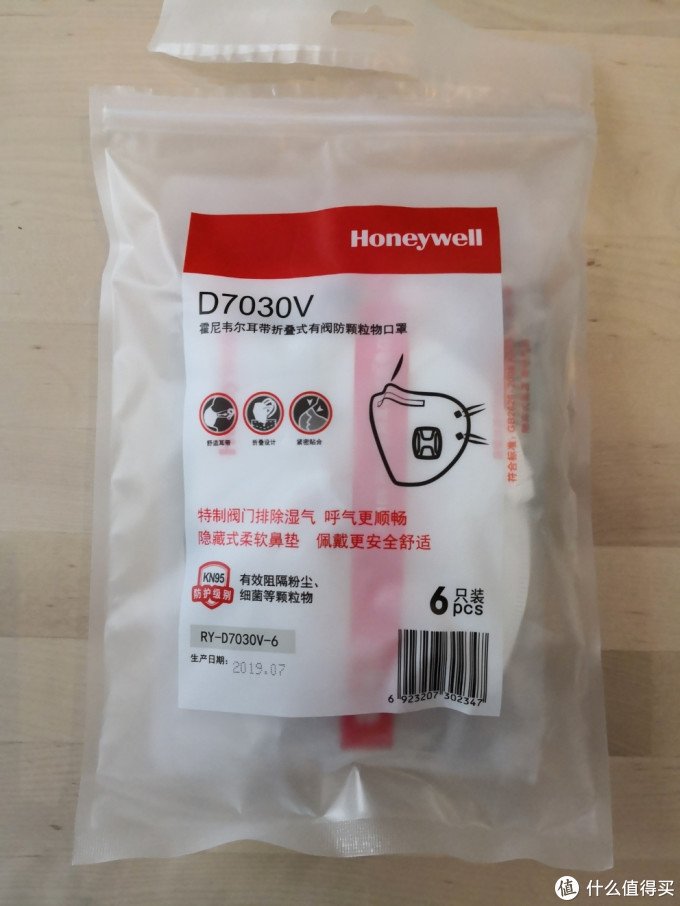 Honeywell
D7030V
霍尼韦尔耳带折叠式有阀防颗粒物口罩
舒适耳带 折叠设计 紧密贴合
特制阀门排除湿气 呼气更顺畅
隐藏式柔软鼻垫 佩戴更安全舒适
KN95
防护级别
有效阻隔粉尘、
细菌等颗粒物
6只装
pcs
RY-D7030V-6
生产日期: 2019.07
6 923207 302347
符合标准:
值 什么值得买